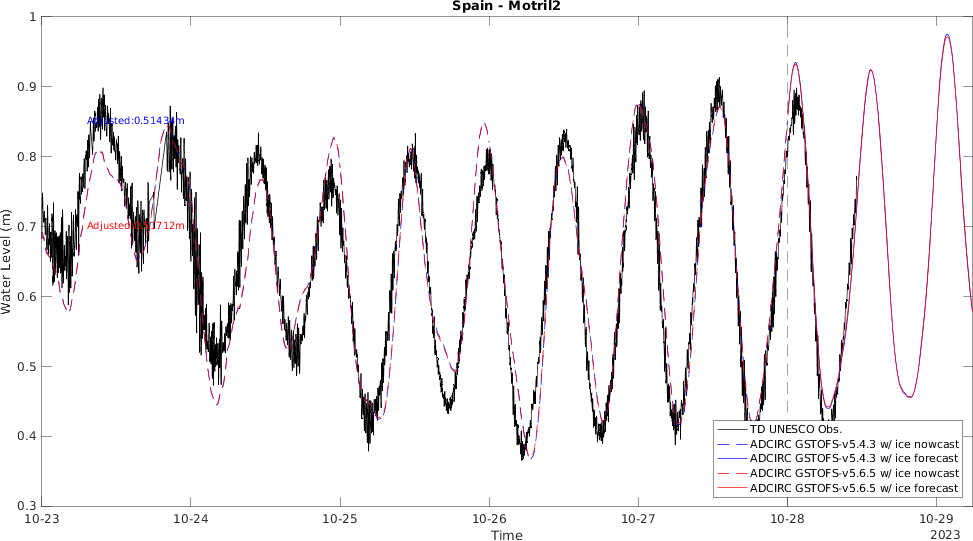 Spain - Motril2
1
0.9
0.8
0.7
0.6
0.5
0.4
0.3
Water Level (m)
10-23
10-24
10-25
10-26
10-27
10-28
10-29
2023
Time
TD UNESCO Obs.
ADCIRC GSTOFS-v5.4.3 w/ ice nowcast
ADCIRC GSTOFS-v5.4.3 w/ ice forecast
ADCIRC GSTOFS-v5.6.5 w/ ice nowcast
ADCIRC GSTOFS-v5.6.5 w/ ice forecast